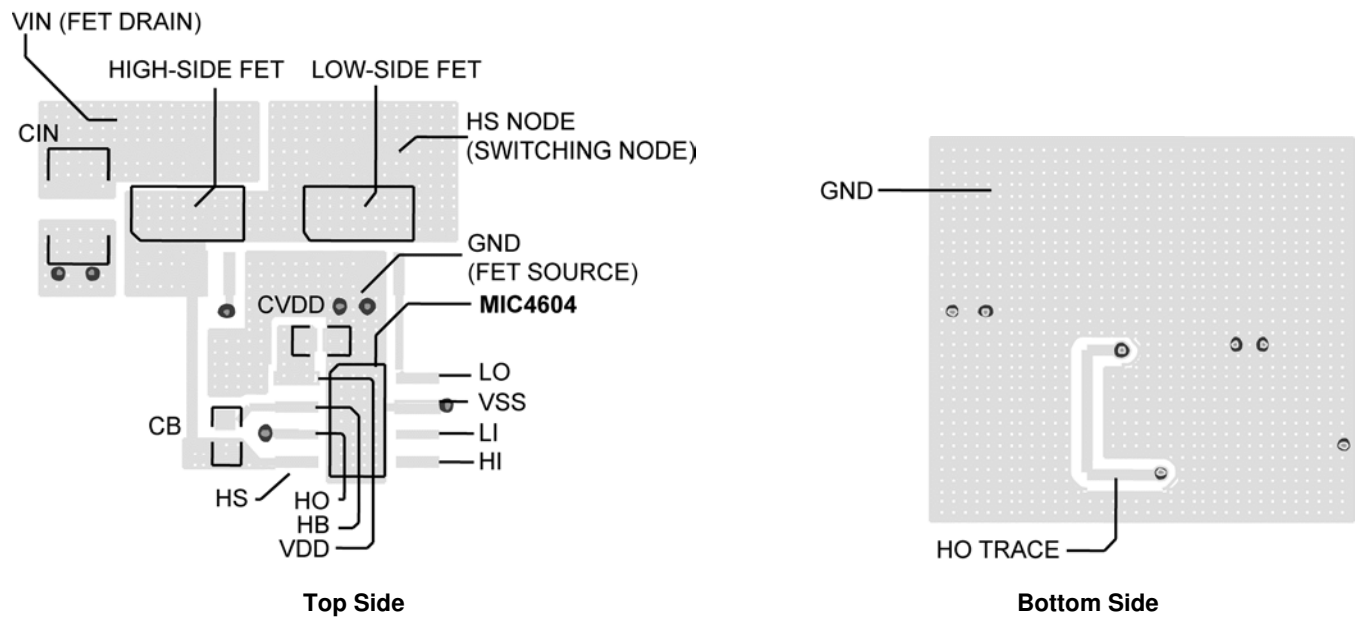 VIN (FET DRAIN)
HIGH-SIDE FET
LOW-SIDE FET
CIN
HS NODE
(SWITCHING NODE)
GND
(FET SOURCE)
CVDD
MIC4604
LO
VSS
CB
LI
HI
HS
HO
HB
VDD
Top Side
GND
HO TRACE
Bottom Side